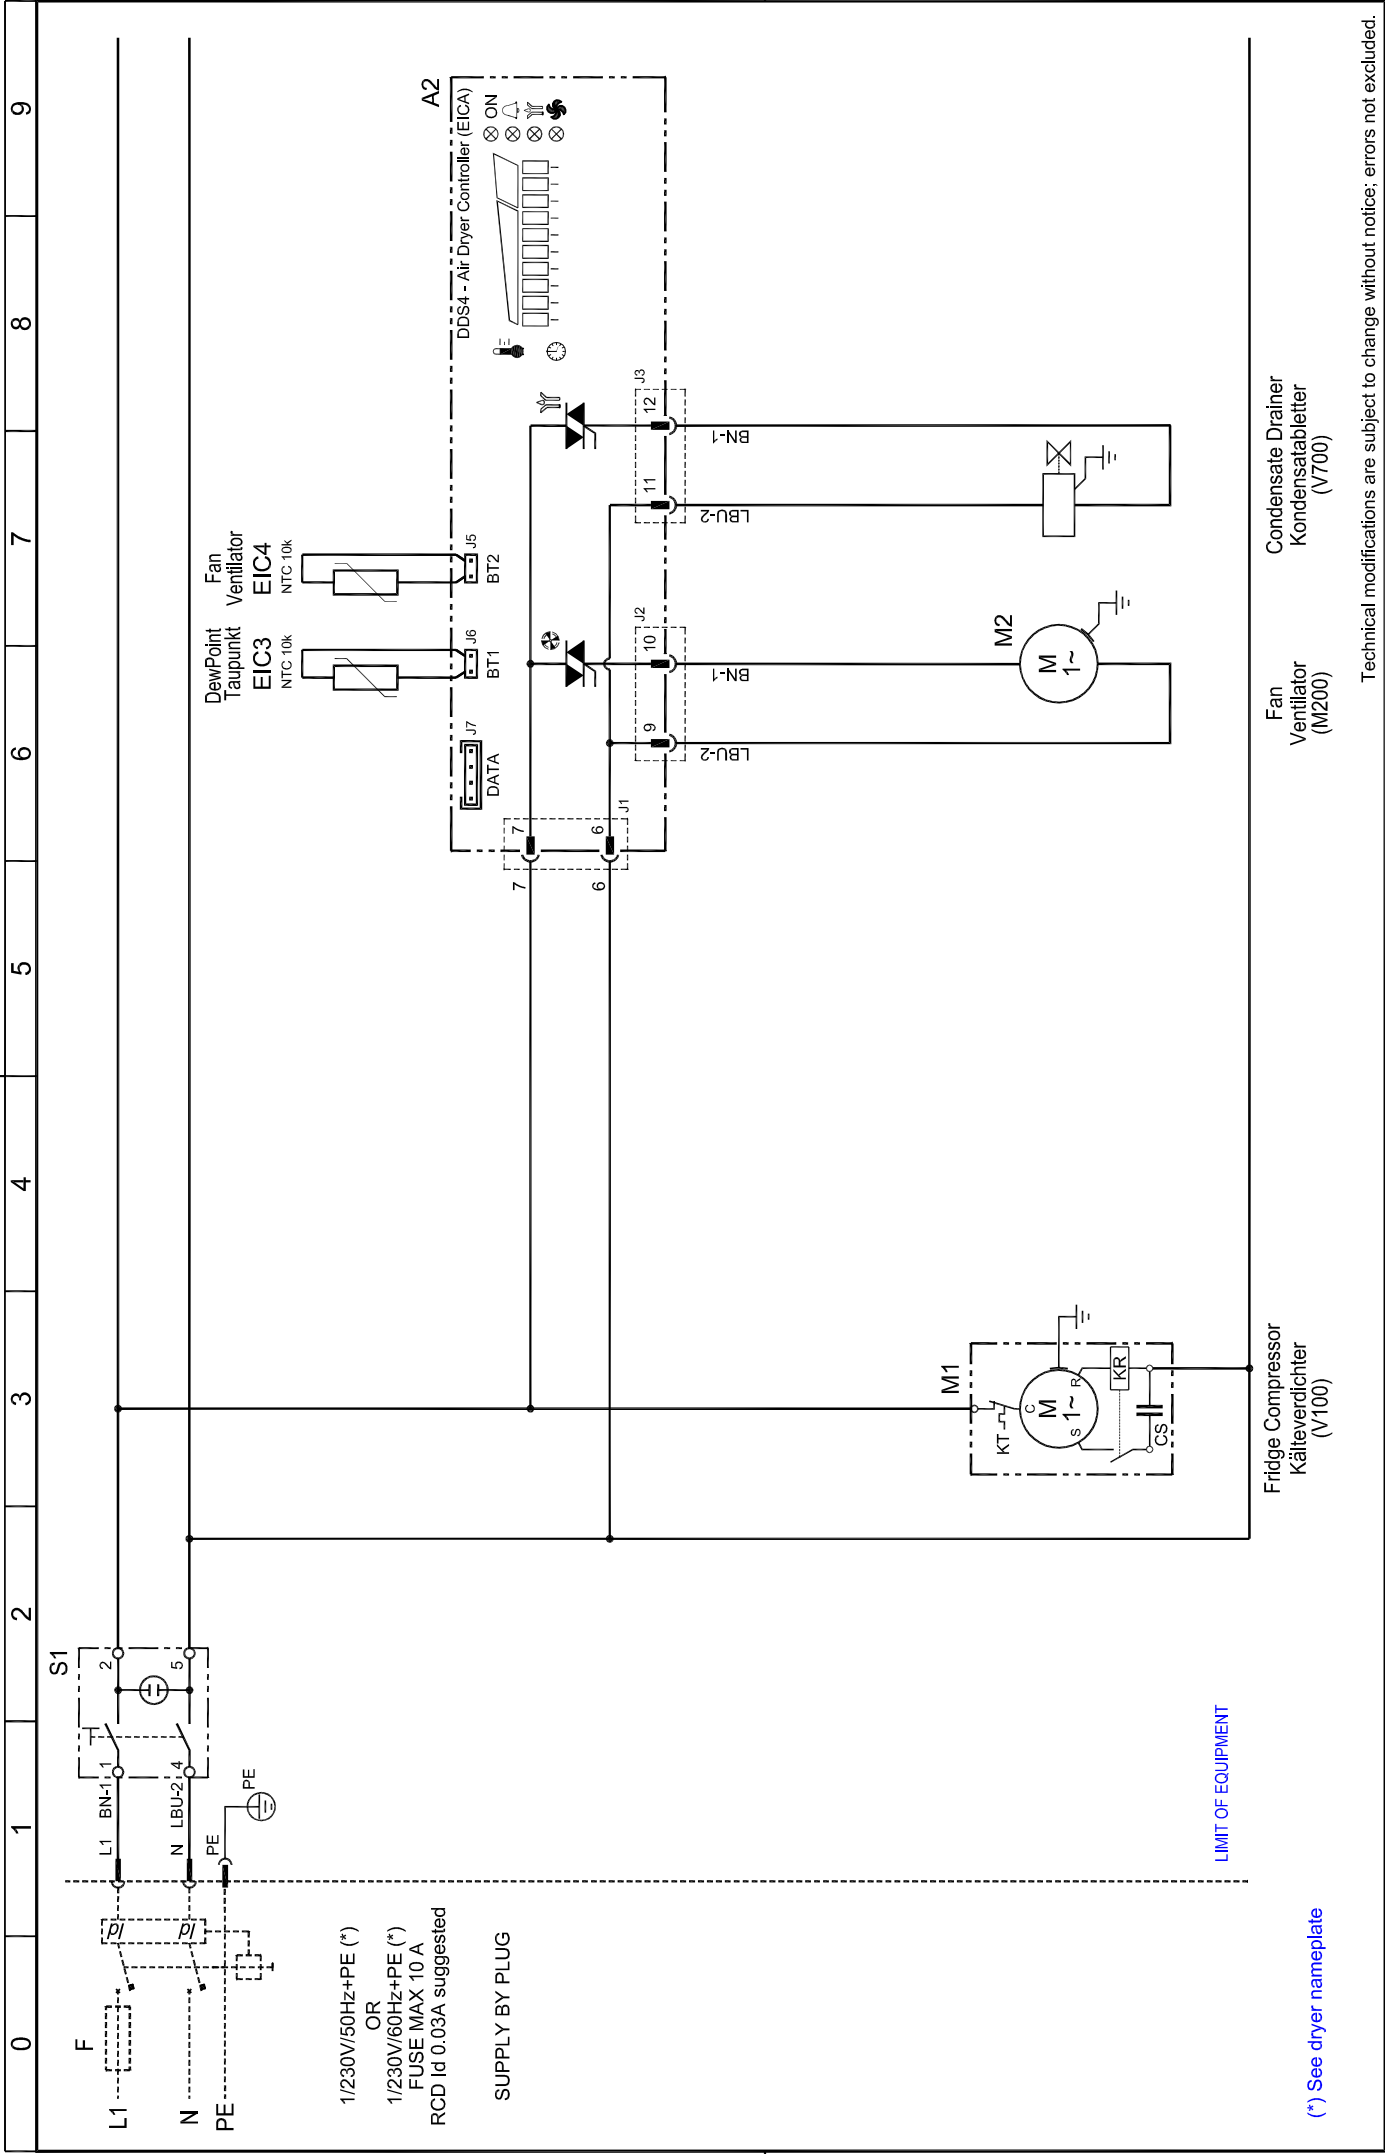 0 1 2 3 4 5 6 7 8 9
F
L1
N
PE
Id
Id
L1 BN-1 1
N LBU-2 4
PE
PE
S1
2
5
1/230V/50Hz+PE (*)
OR
1/230V/60Hz+PE (*)
FUSE MAX 10 A
RCD Id 0.03A suggested
SUPPLY BY PLUG
LIMIT OF EQUIPMENT
(*) See dryer nameplate
M1
KT
C
M
1~
S
R
KR
CS
Fridge Compressor
Kälteverdichter
(V100)
DewPoint
Taupunkt
EIC3
NTC 10k
Fan
Ventilator
EIC4
NTC 10k
A2
DDS4 - Air Dryer Controller (EICA)
ON
J7
DATA
J6
BT1
J5
BT2
7
7
6
6
J1
9
10
J2
11
12
J3
LBU-2
BN-1
LBU-2
BN-1
M2
M
1~
Fan
Ventilator
(M200)
Condensate Drainer
Kondensatabletter
(V700)
Technical modifications are subject to change without notice; errors not excluded.